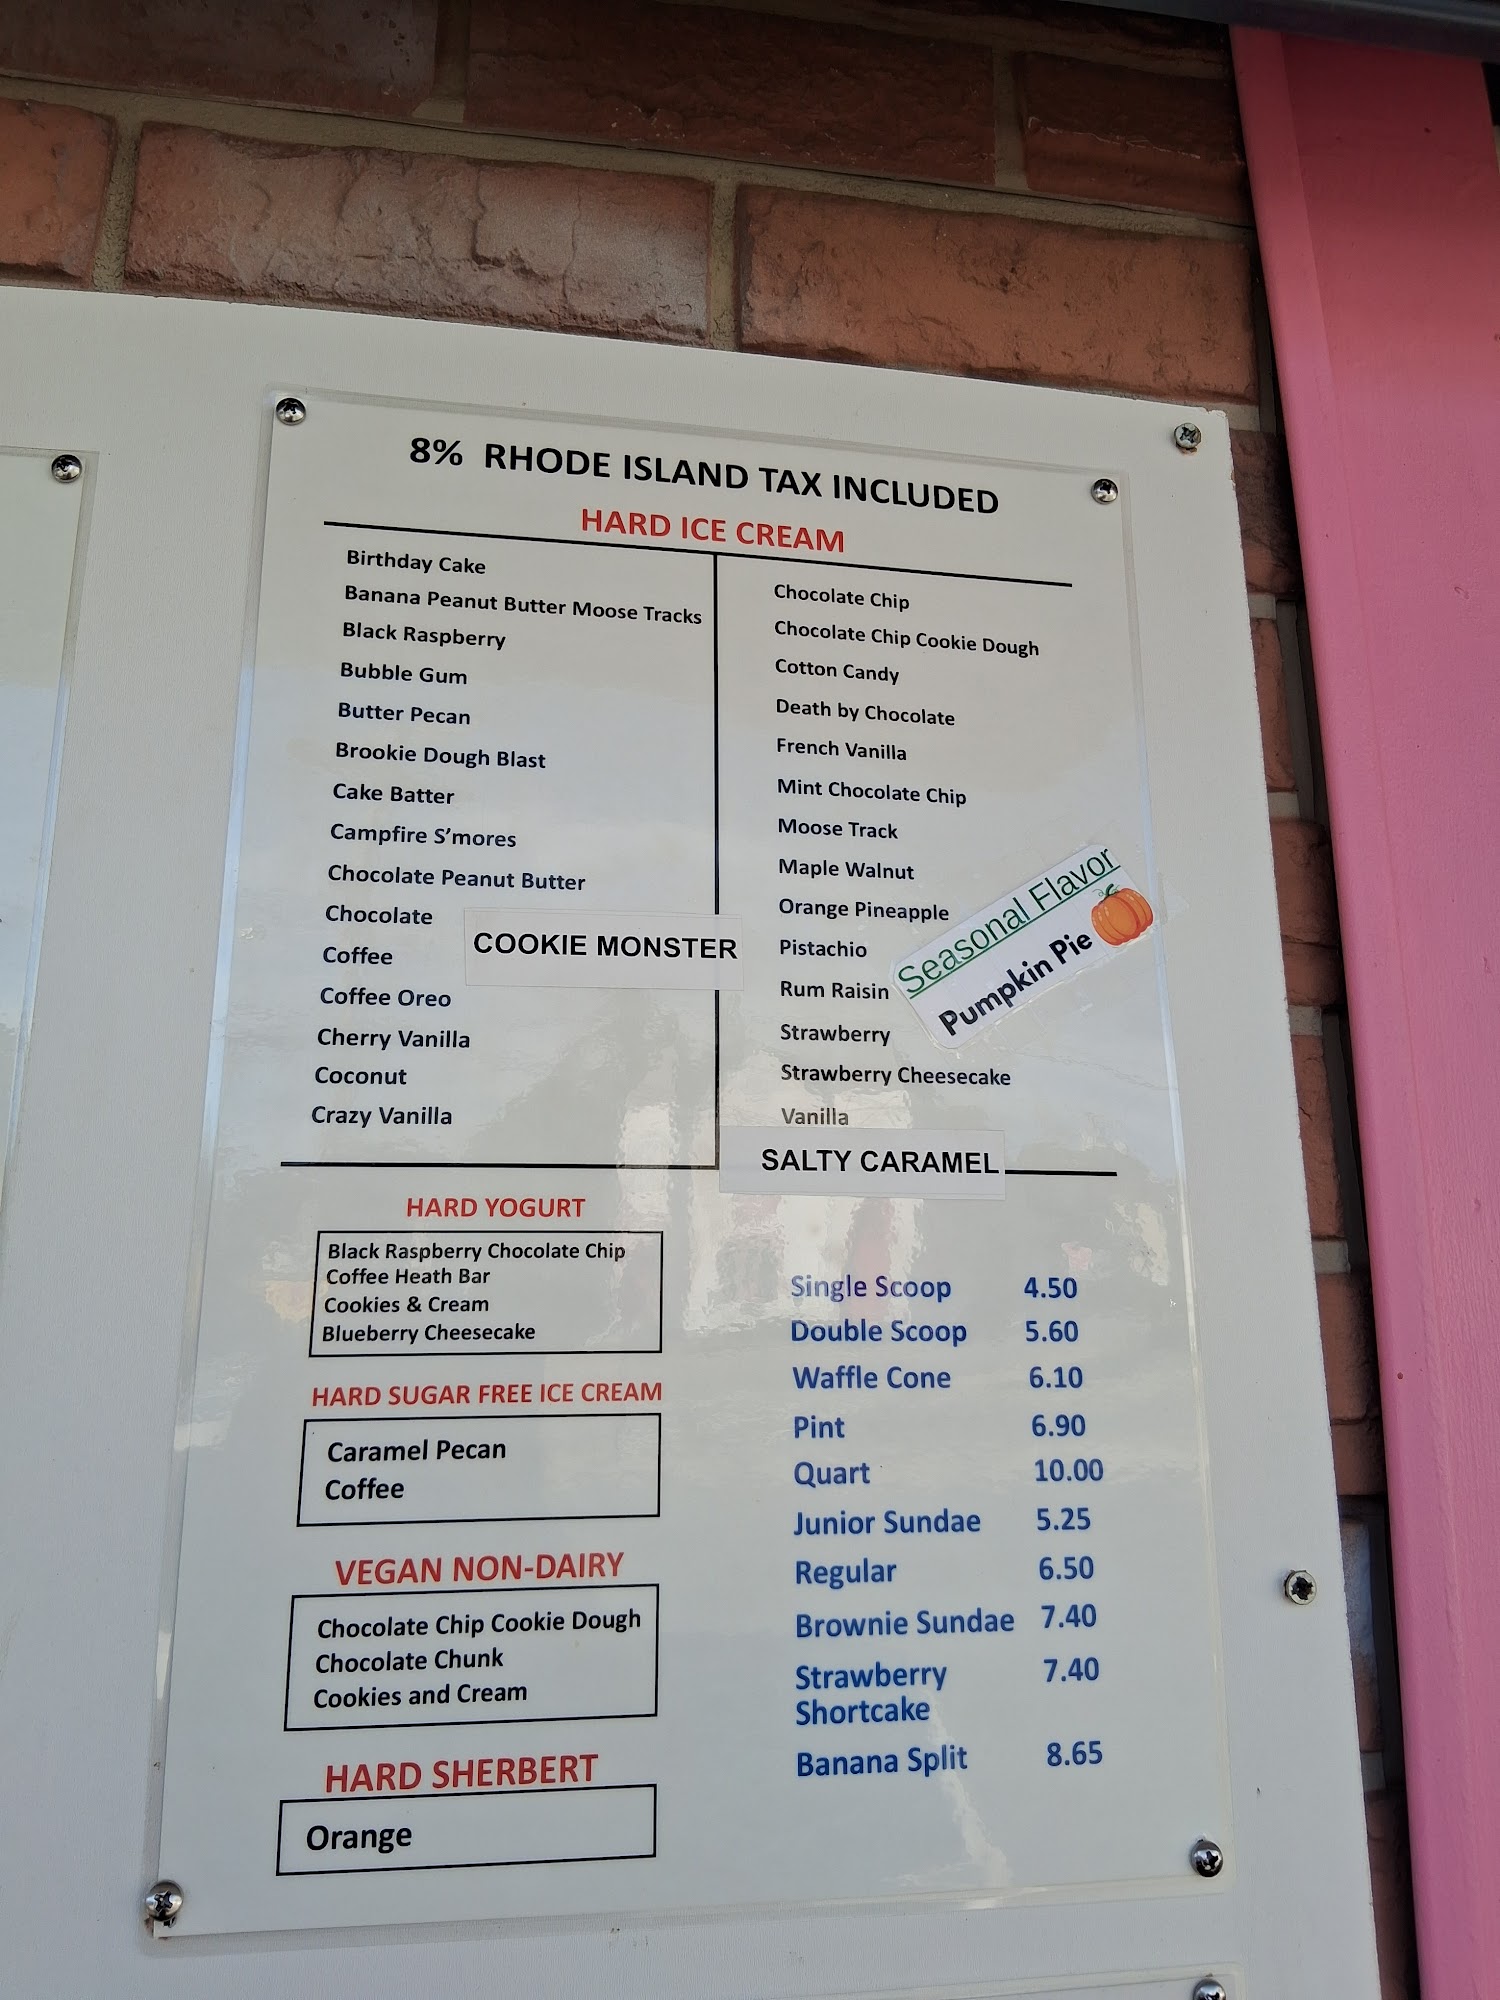 8% RHODE ISLAND TAX INCLUDED
HARD ICE CREAM
Birthday Cake
Banana Peanut Butter Moose Tracks
Black Raspberry
Bubble Gum
Butter Pecan
Brookie Dough Blast
Cake Batter
Campfire S'mores
Chocolate Peanut Butter
Chocolate
Coffee
Coffee Oreo
Cherry Vanilla
Coconut
Crazy Vanilla
COOKIE MONSTER
Chocolate Chip
Chocolate Chip Cookie Dough
Cotton Candy
Death by Chocolate
French Vanilla
Mint Chocolate Chip
Moose Track
Maple Walnut
Orange Pineapple
Pistachio
Rum Raisin
Strawberry
Strawberry Cheesecake
Vanilla
SALTY CARAMEL
Seasonal Flavor
Pumpkin Pie
HARD YOGURT
Black Raspberry Chocolate Chip
Coffee Heath Bar
Cookies & Cream
Blueberry Cheesecake
HARD SUGAR FREE ICE CREAM
Caramel Pecan
Coffee
VEGAN NON-DAIRY
Chocolate Chip Cookie Dough
Chocolate Chunk
Cookies and Cream
HARD SHERBERT
Orange
Single Scoop 4.50
Double Scoop 5.60
Waffle Cone 6.10
Pint 6.90
Quart 10.00
Junior Sundae 5.25
Regular 6.50
Brownie Sundae 7.40
Strawberry 7.40
Shortcake
Banana Split 8.65